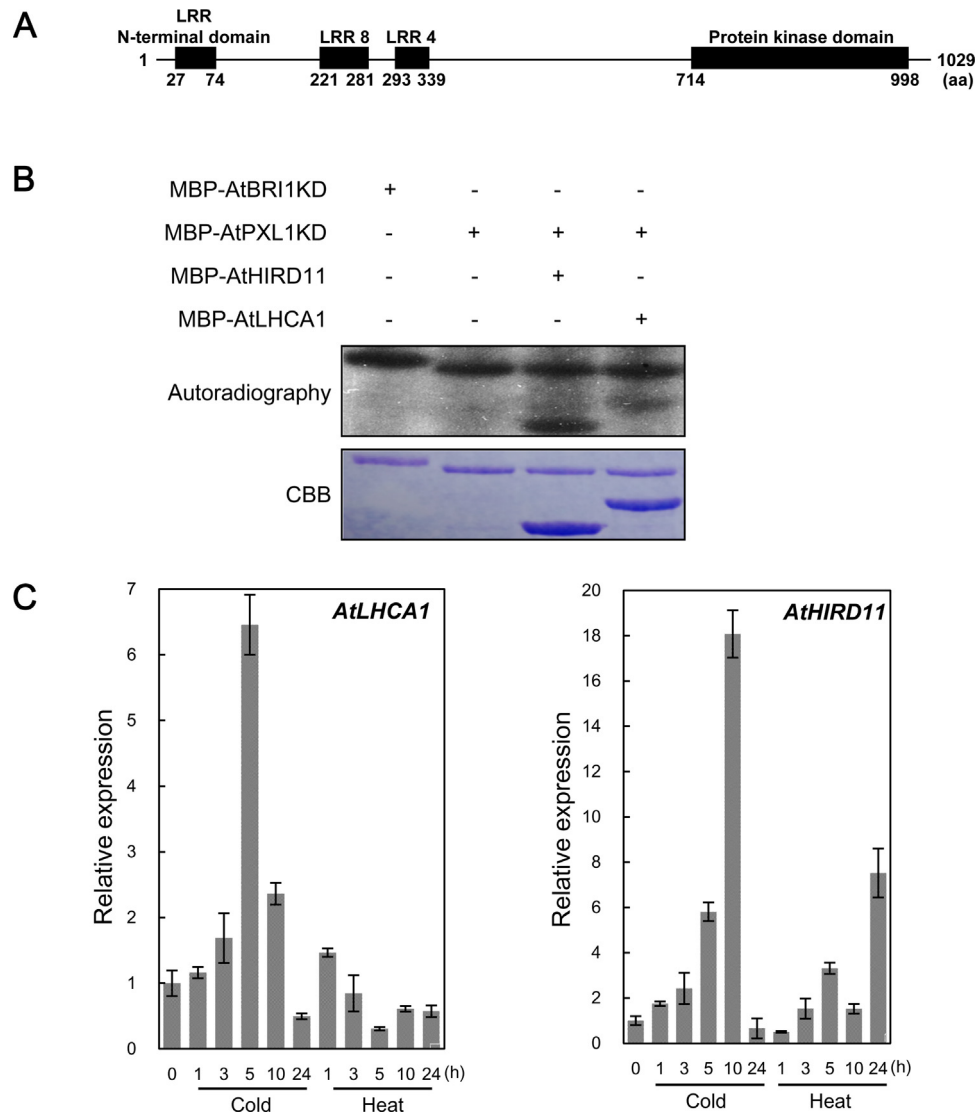 A
LRR
N-terminal domain
LRR 8
LRR 4
Protein kinase domain
1
1029
(aa)
27 74 221 281 293 339 714 998
B
MBP-AtBRI1KD + - - -
MBP-AtPXL1KD - + + +
MBP-AtHIRD11 - - + -
MBP-AtLHCA1 - - - +
Autoradiography
CBB
C
AtLHCA1
Relative expression
7
6
5
4
3
2
1
0
0 1 3 5 10 24 1 3 5 10 24 (h)
Cold Heat
AtHIRD11
Relative expression
20
18
16
14
12
10
8
6
4
2
0
0 1 3 5 10 24 1 3 5 10 24 (h)
Cold Heat